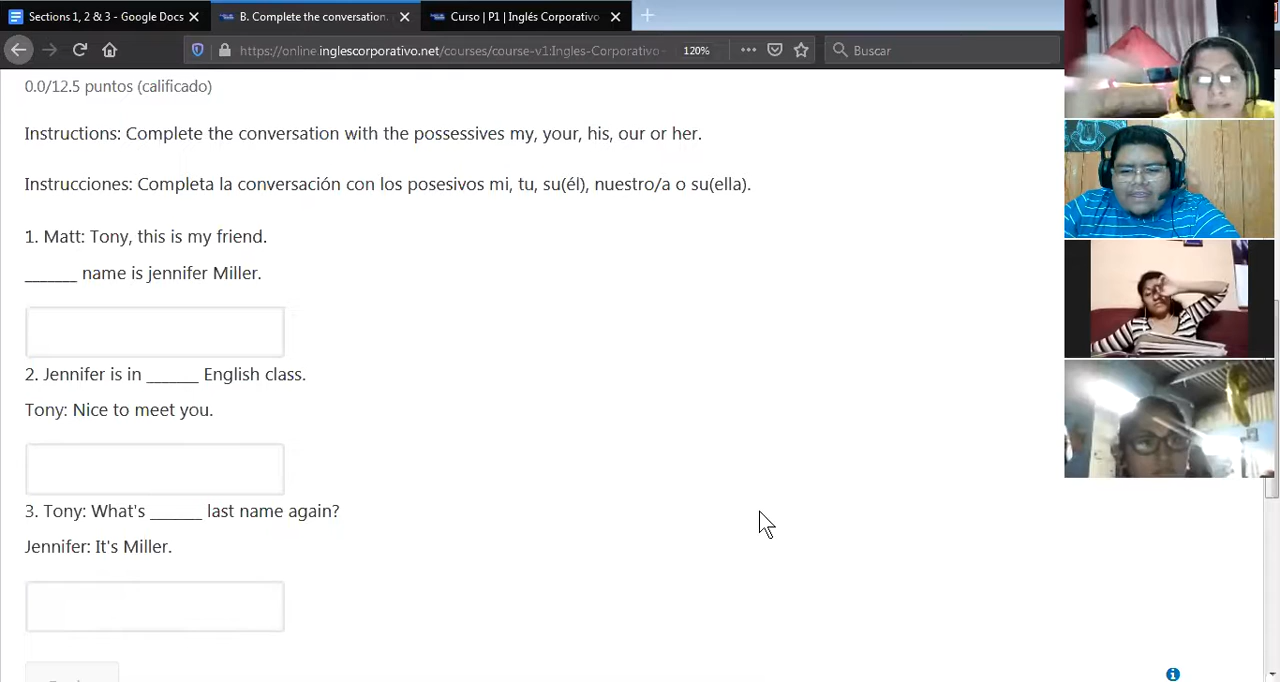 Sections 1, 2 & 3 - Google Docs
B. Complete the conversation.
Curso | P1 | Inglés Corporativo
https://online.inglescorporativo.net/courses/course-v1:Ingles-Corporativo
120%
Buscar
0.0/12.5 puntos (calificado)
Instructions: Complete the conversation with the possessives my, your, his, our or her.
Instrucciones: Completa la conversación con los posesivos mi, tu, su(él), nuestro/a o su(ella).
1. Matt: Tony, this is my friend.
______ name is jennifer Miller.
2. Jennifer is in ______ English class.
Tony: Nice to meet you.
3. Tony: What's ______ last name again?
Jennifer: It's Miller.